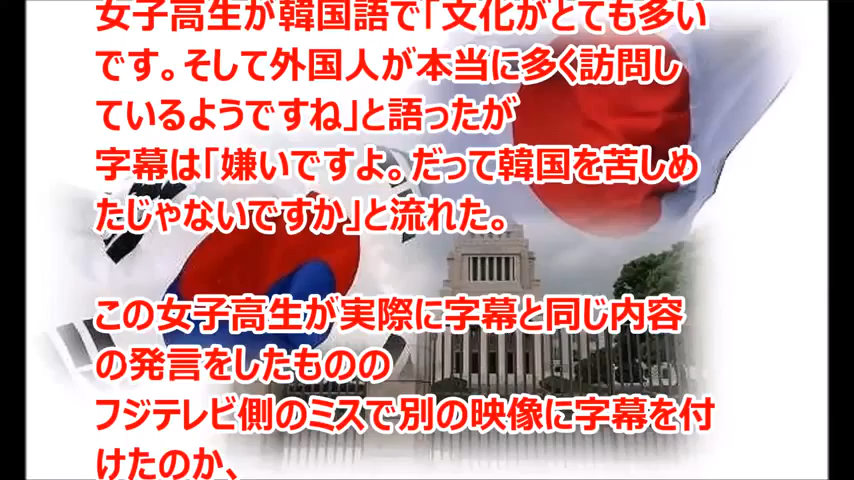 女子高生が韓国語で「文化がとても多い
です。そして外国人が本当に多く訪問し
ているようですね」と語ったが
字幕は「嫌いですよ。だって韓国を苦しめ
たじゃないですか」と流れた。
この女子高生が実際に字幕と同じ内容
の発言をしたものの
フジテレビ側のミスで別の映像に字幕を付
けたのか、